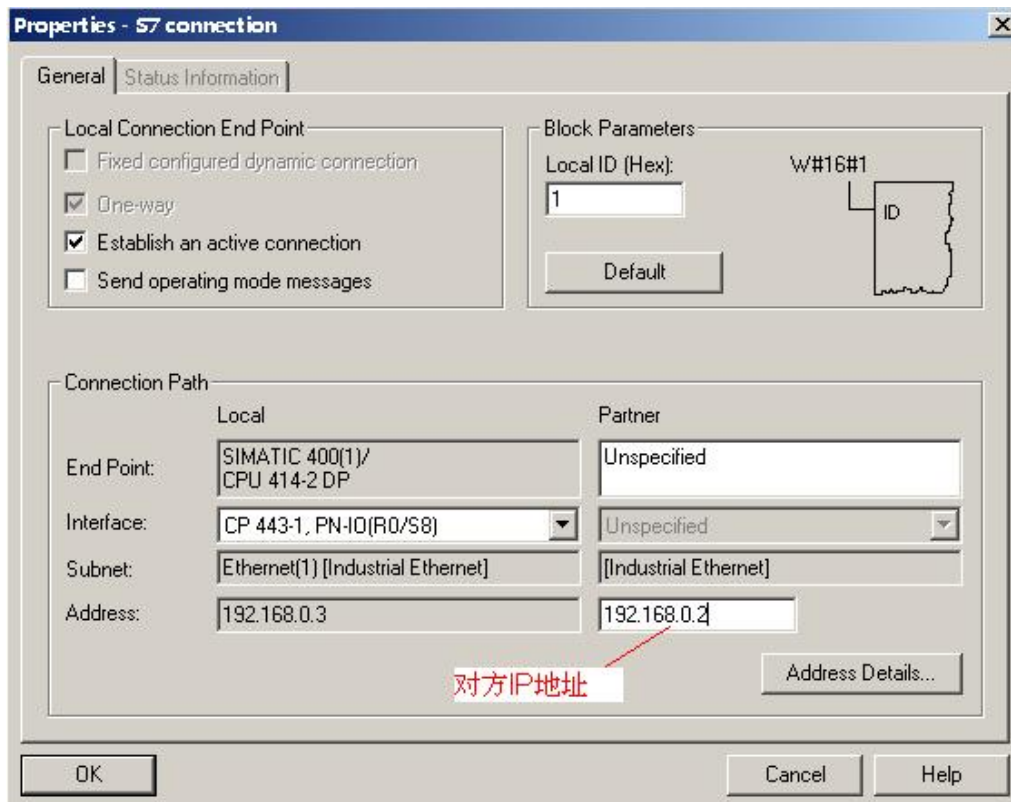 Properties - S7 connection
General
Status Information
Local Connection End Point
Fixed configured dynamic connection
One-way
Establish an active connection
Send operating mode messages
Block Parameters
Local ID (Hex):
1
Default
W#16#1
ID
Connection Path
Local
Partner
End Point:
SIMATIC 400(1)/
CPU 414-2 DP
Unspecified
Interface:
CP 443-1, PN-IO(R0/S8)
Unspecified
Subnet:
Ethernet(1) [Industrial Ethernet]
[Industrial Ethernet]
Address:
192.168.0.3
192.168.0.2
对方IP地址
Address Details...
OK
Cancel
Help